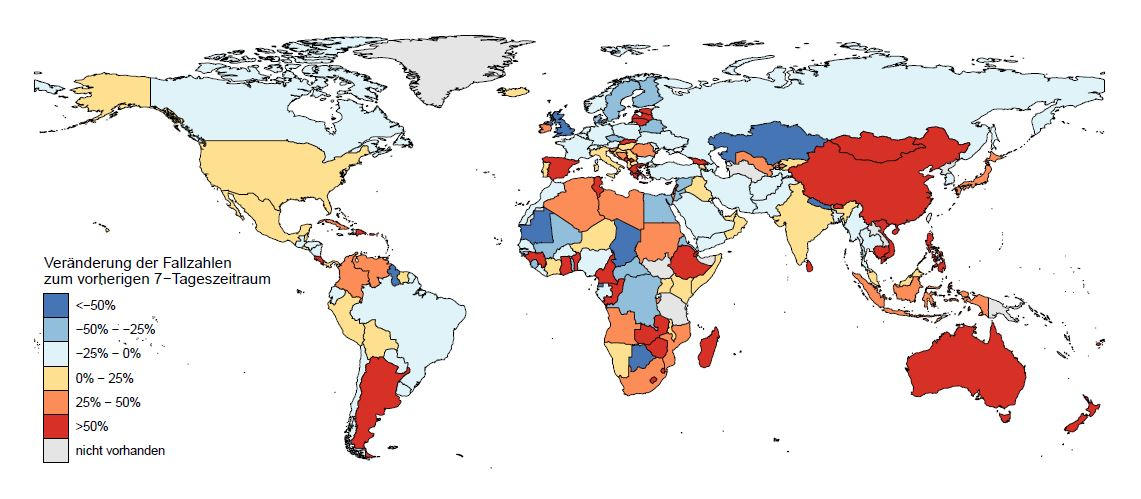 Veränderung der Fallzahlen
zum vorherigen 7−Tageszeitraum
<−50%
−50% − −25%
−25% − 0%
0% − 25%
25% − 50%
>50%
nicht vorhanden